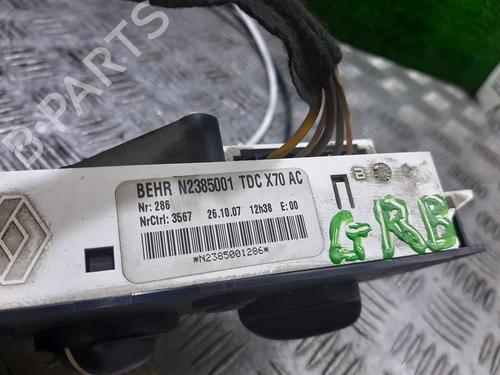 B-PARTS
BEHR N2385001 TDC X70 AC
Nr: 286
NrCtrl: 3567 26.10.07 12h38 E:00
*N2385001286*
GRB